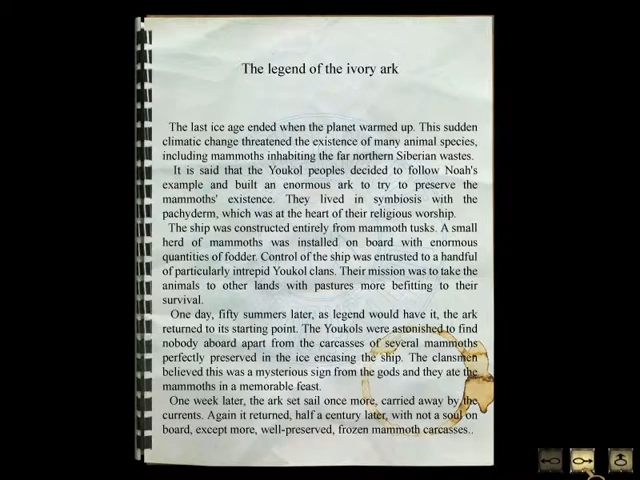 The legend of the ivory ark
The last ice age ended when the planet warmed up. This sudden
climatic change threatened the existence of many animal species,
including mammoths inhabiting the far northern Siberian wastes.
It is said that the Youkol peoples decided to follow Noah's
example and built an enormous ark to try to preserve the
mammoths' existence. They lived in symbiosis with the
pachyderm, which was at the heart of their religious worship.
The ship was constructed entirely from mammoth tusks. A small
herd of mammoths was installed on board with enormous
quantities of fodder. Control of the ship was entrusted to a handful
of particularly intrepid Youkol clans. Their mission was to take the
animals to other lands with pastures more befitting to their
survival.
One day, fifty summers later, as legend would have it, the ark
returned to its starting point. The Youkols were astonished to find
nobody aboard apart from the carcasses of several mammoths
perfectly preserved in the ice encasing the ship. The clansmen
believed this was a mysterious sign from the gods and they ate the
mammoths in a memorable feast.
One week later, the ark set sail once more, carried away by the
currents. Again it returned, half a century later, with not a soul on
board, except more, well-preserved, frozen mammoth carcasses..